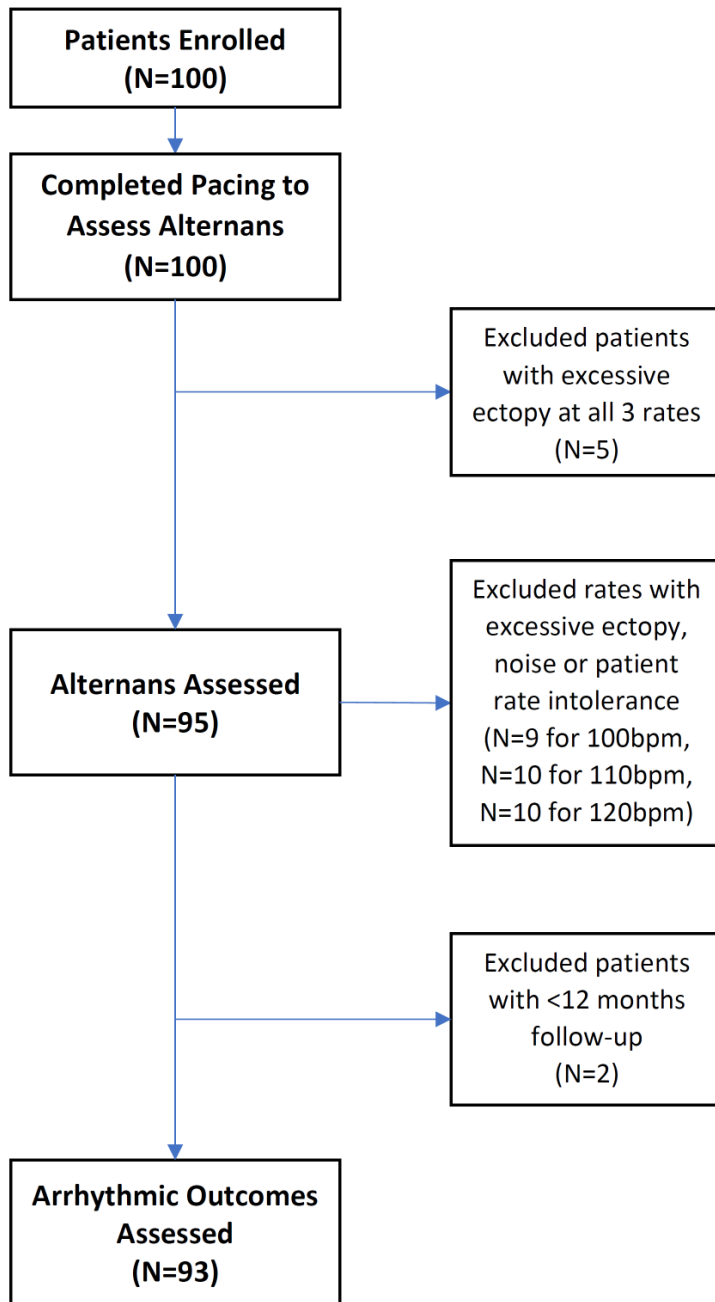 Patients Enrolled
(N=100)
Completed Pacing to
Assess Alternans
(N=100)
Excluded patients
with excessive
ectopy at all 3 rates
(N=5)
Excluded rates with
excessive ectopy,
noise or patient
rate intolerance
(N=9 for 100bpm,
N=10 for 110bpm,
N=10 for 120bpm)
Alternans Assessed
(N=95)
Excluded patients
with <12 months
follow-up
(N=2)
Arrhythmic Outcomes
Assessed
(N=93)